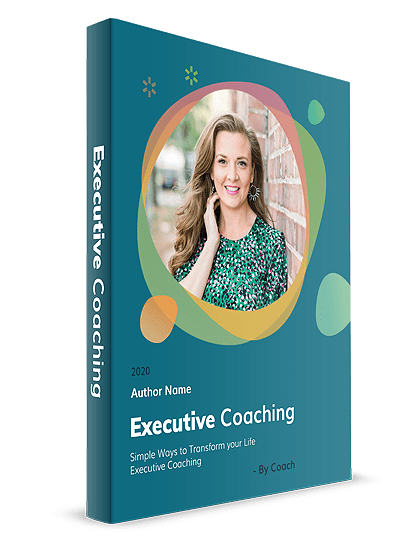 Executive Coaching
2020
Author Name
Executive Coaching
Simple Ways to Transform your Life
Executive Coaching
- By Coach